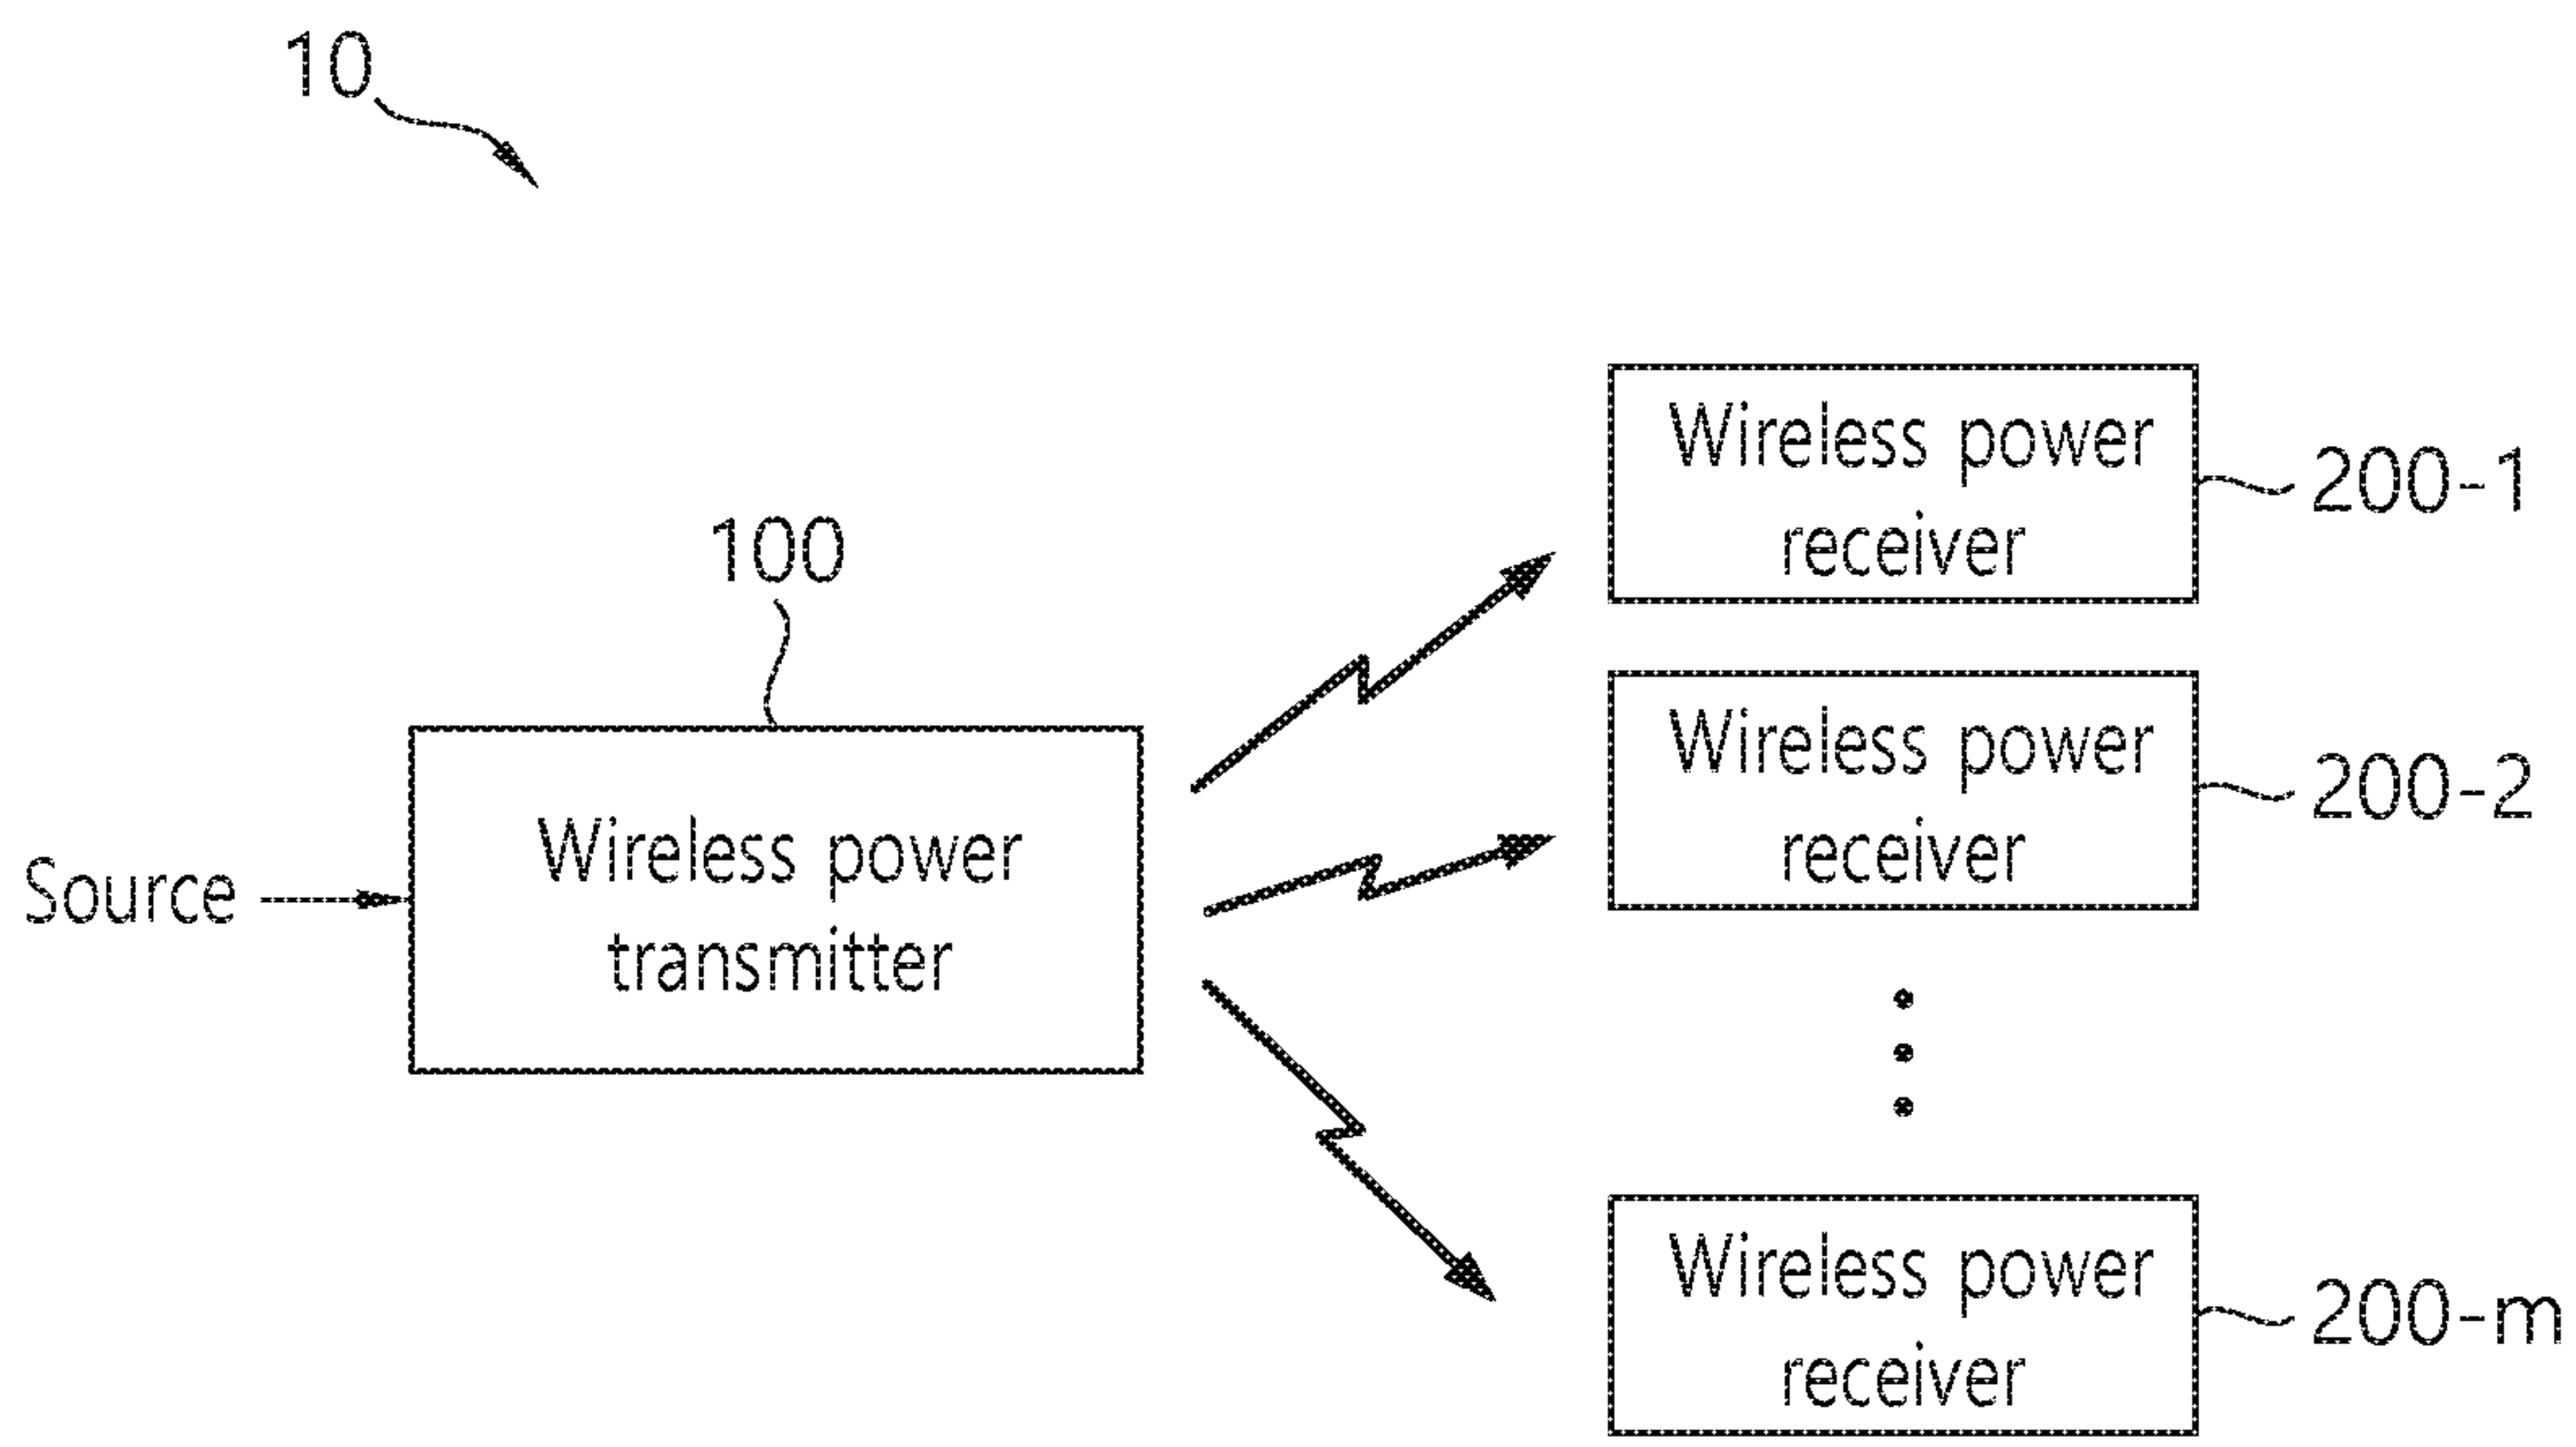 10
100
Source
Wireless power
transmitter
Wireless power
receiver
200-1
Wireless power
receiver
200-2
Wireless power
receiver
200-m